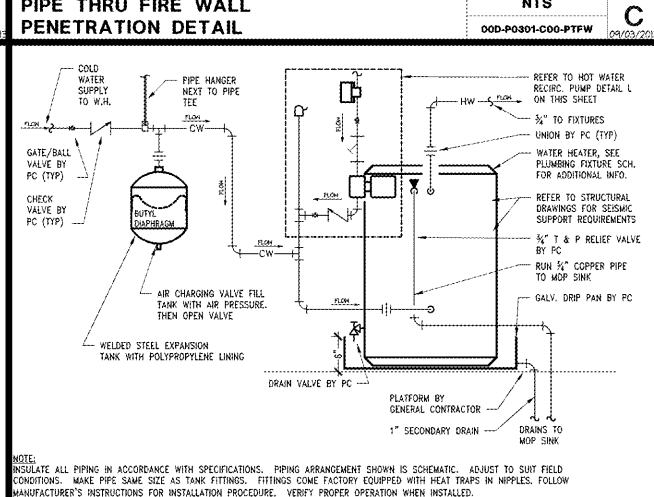 PIPE THRU FIRE WALL
PENETRATION DETAIL
NTS
00D-P0301-C00-PTFW
C
COLD
WATER
SUPPLY
TO W.H.
PIPE HANGER
NEXT TO PIPE
TEE
REFER TO HOT WATER
RECIRC. PUMP DETAIL L
ON THIS SHEET
FLOW
FLOW
CW
FLOW
HW
FLOW
¾" TO FIXTURES
UNION BY PC (TYP)
GATE/BALL
VALVE BY
PC (TYP)
WATER HEATER, SEE
PLUMBING FIXTURE SCH.
FOR ADDITIONAL INFO.
CHECK
VALVE BY
PC (TYP)
BUTYL
DIAPHRAGM
FLOW
FLOW
REFER TO STRUCTURAL
DRAWINGS FOR SEISMIC
SUPPORT REQUIREMENTS
¾" T & P RELIEF VALVE
BY PC
FLOW
CW
FLOW
RUN ¾" COPPER PIPE
TO MOP SINK
AIR CHARGING VALVE FILL
TANK WITH AIR PRESSURE.
THEN OPEN VALVE
FLOW
GALV. DRIP PAN BY PC
WELDED STEEL EXPANSION
TANK WITH POLYPROPYLENE LINING
6"
DRAIN VALVE BY PC
PLATFORM BY
GENERAL CONTRACTOR
1" SECONDARY DRAIN
DRAINS TO
MOP SINK
NOTE:
INSULATE ALL PIPING IN ACCORDANCE WITH SPECIFICATIONS. PIPING ARRANGEMENT SHOWN IS SCHEMATIC. ADJUST TO SUIT FIELD
CONDITIONS. MAKE PIPE SAME SIZE AS TANK FITTINGS. FITTINGS COME FACTORY EQUIPPED WITH HEAT TRAPS IN NIPPLES. FOLLOW
MANUFACTURER'S INSTRUCTIONS FOR INSTALLATION PROCEDURE. VERIFY PROPER OPERATION WHEN INSTALLED.